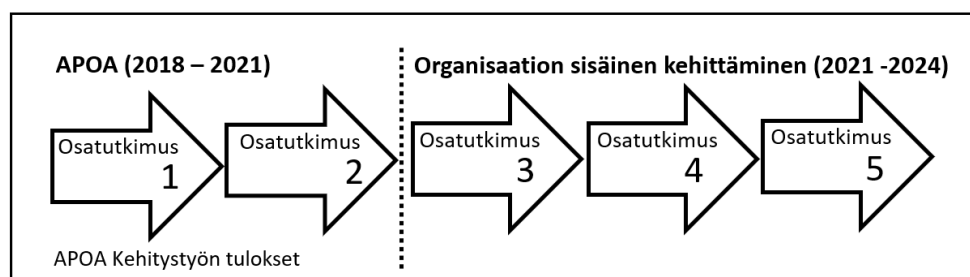 APOA (2018 – 2021)
Organisaation sisäinen kehittäminen (2021 -2024)
Osatutkimus
1
Osatutkimus
2
Osatutkimus
3
Osatutkimus
4
Osatutkimus
5
APOA Kehitystyön tulokset